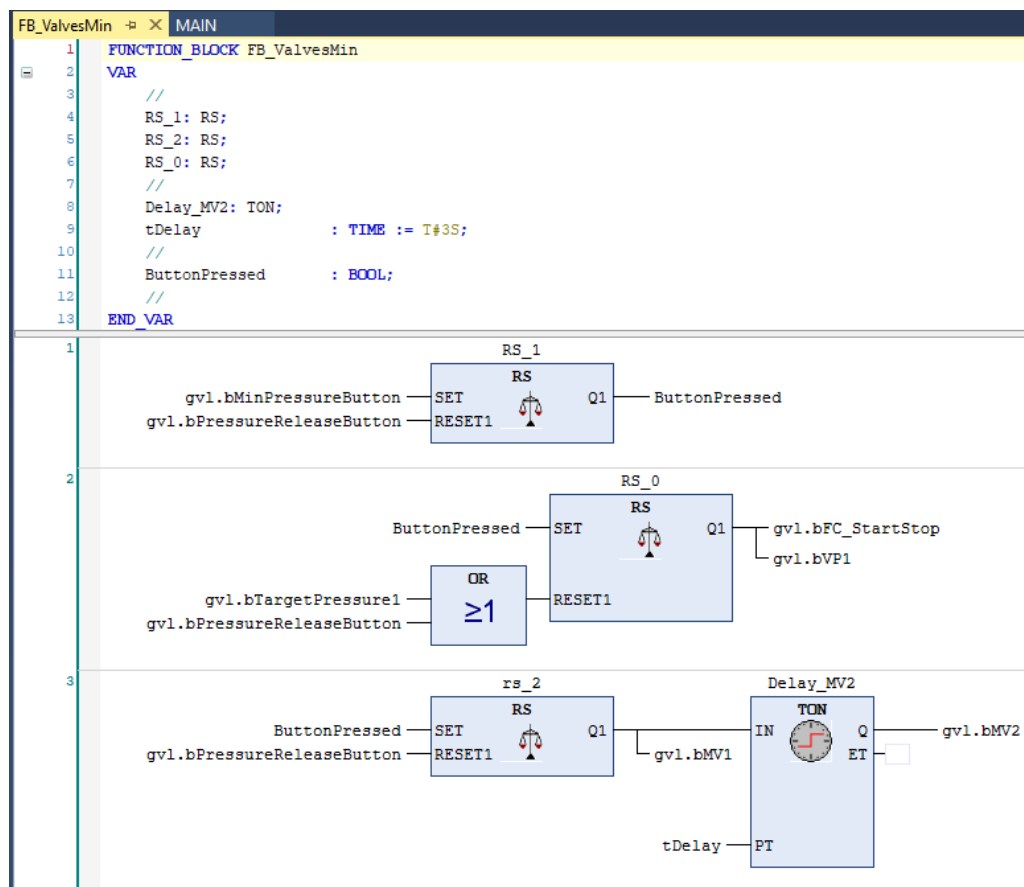 FB_ValvesMin MAIN
1 FUNCTION_BLOCK FB_ValvesMin
2 VAR
3 //
4 RS_1: RS;
5 RS_2: RS;
6 RS_0: RS;
7 //
8 Delay_MV2: TON;
9 tDelay : TIME := T#3S;
10 //
11 ButtonPressed : BOOL;
12 //
13 END_VAR
1
RS_1
RS
gvl.bMinPressureButton SET Q1 ButtonPressed
gvl.bPressureReleaseButton RESET1
2
RS_0
RS
ButtonPressed SET Q1 gvl.bFC_StartStop
gvl.bVP1
OR
gvl.bTargetPressure1 ≥1 RESET1
gvl.bPressureReleaseButton
3
rs_2 Delay_MV2
RS TON
ButtonPressed SET Q1 IN Q gvl.bMV2
gvl.bPressureReleaseButton RESET1 gvl.bMV1 ET
tDelay PT